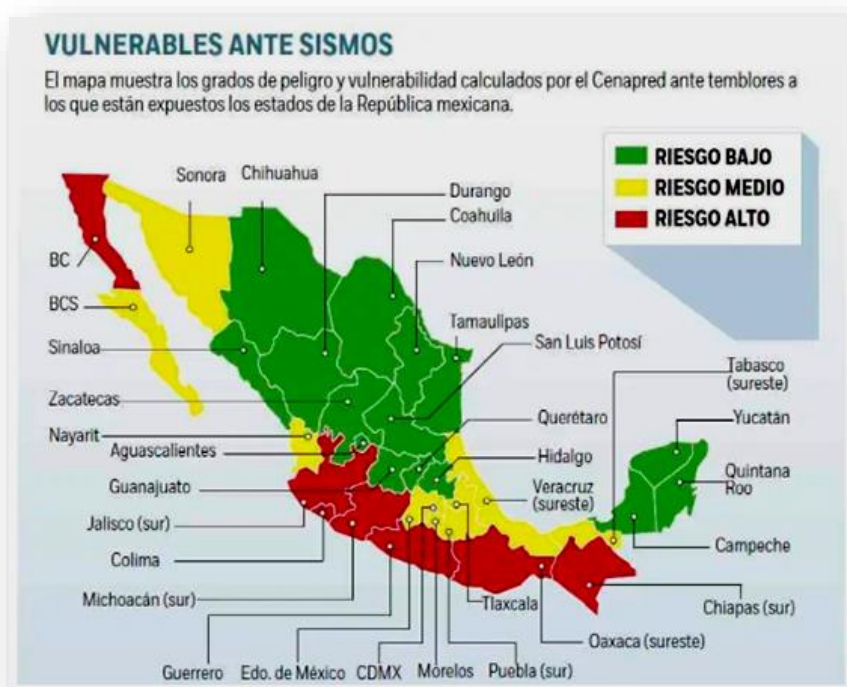 VULNERABLES ANTE SISMOS
El mapa muestra los grados de peligro y vulnerabilidad calculados por el Cenapred ante temblores a
los que están expuestos los estados de la República mexicana.
RIESGO BAJO
RIESGO MEDIO
RIESGO ALTO
Sonora
Chihuahua
Durango
Coahuila
BC
Nuevo León
BCS
Tamaulipas
Sinaloa
San Luis Potosí
Tabasco
(sureste)
Zacatecas
Querétaro
Yucatán
Nayarit
Aguascalientes
Hidalgo
Quintana
Roo
Guanajuato
Veracruz
(sureste)
Jalisco (sur)
Campeche
Colima
Michoacán (sur)
Tlaxcala
Chiapas (sur)
Oaxaca (sureste)
Guerrero
Edo. de México
CDMX
Morelos
Puebla (sur)